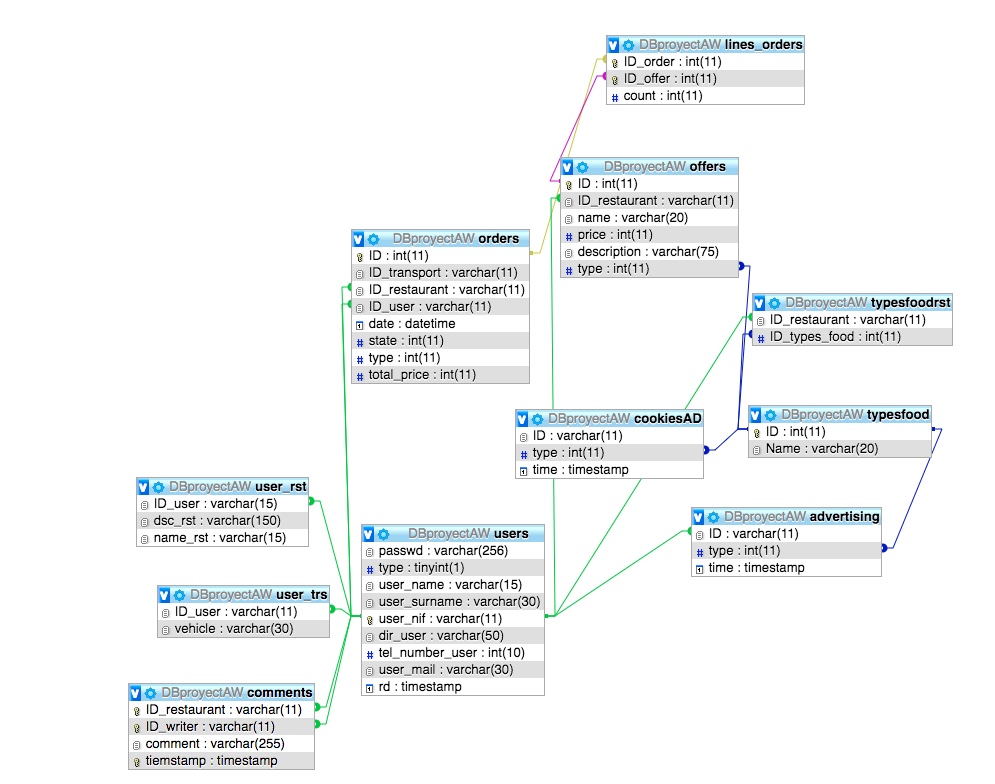 DBproyectAW lines_orders
ID_order : int(11)
ID_offer : int(11)
# count : int(11)
DBproyectAW offers
ID : int(11)
ID_restaurant : varchar(11)
name : varchar(20)
# price : int(11)
description : varchar(75)
# type : int(11)
DBproyectAW orders
ID : int(11)
ID_transport : varchar(11)
ID_restaurant : varchar(11)
ID_user : varchar(11)
date : datetime
# state : int(11)
# type : int(11)
# total_price : int(11)
DBproyectAW typesfoodrst
ID_restaurant : varchar(11)
# ID_types_food : int(11)
DBproyectAW cookiesAD
ID : varchar(11)
# type : int(11)
time : timestamp
DBproyectAW typesfood
ID : int(11)
Name : varchar(20)
DBproyectAW user_rst
ID_user : varchar(15)
dsc_rst : varchar(150)
name_rst : varchar(15)
DBproyectAW users
passwd : varchar(256)
# type : tinyint(1)
user_name : varchar(15)
user_surname : varchar(30)
user_nif : varchar(11)
dir_user : varchar(50)
# tel_number_user : int(10)
user_mail : varchar(30)
rd : timestamp
DBproyectAW advertising
ID : varchar(11)
# type : int(11)
time : timestamp
DBproyectAW user_trs
ID_user : varchar(11)
vehicle : varchar(30)
DBproyectAW comments
ID_restaurant : varchar(11)
ID_writer : varchar(11)
comment : varchar(255)
tiemstamp : timestamp